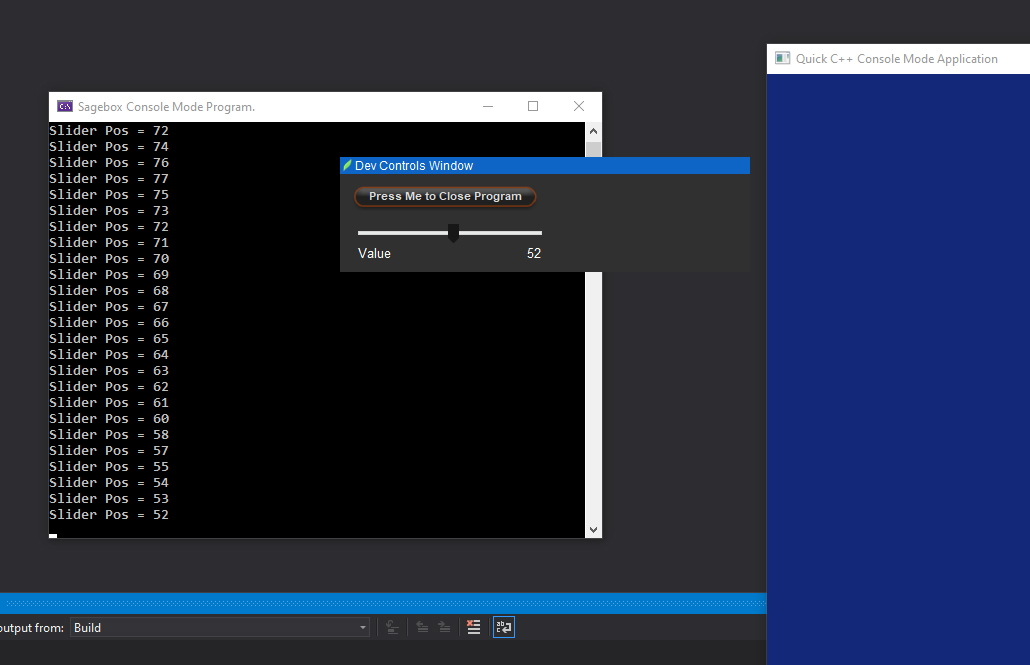 Quick C++ Console Mode Application
Sagebox Console Mode Program.
Slider Pos = 72
Slider Pos = 74
Slider Pos = 76
Slider Pos = 77
Slider Pos = 75
Slider Pos = 73
Slider Pos = 72
Slider Pos = 71
Slider Pos = 70
Slider Pos = 69
Slider Pos = 68
Slider Pos = 67
Slider Pos = 66
Slider Pos = 65
Slider Pos = 64
Slider Pos = 63
Slider Pos = 62
Slider Pos = 61
Slider Pos = 60
Slider Pos = 58
Slider Pos = 57
Slider Pos = 55
Slider Pos = 54
Slider Pos = 53
Slider Pos = 52
Dev Controls Window
Press Me to Close Program
Value 52
output from: Build